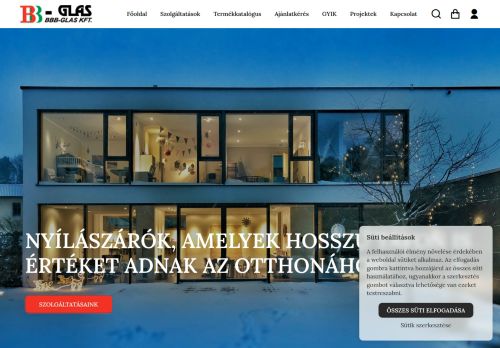 BB- GLAS
BBB-GLAS KFT.
Főoldal Szolgáltatások Termékkatalógus Ajánlatkérés GYIK Projektek Kapcsolat
NYÍLÁSZÁRÓK, AMELYEK
ÉRTÉKET ADNAK AZ
SZOLGÁLTATÁSAINK
Süti beállítások
A felhasználói élmény növelése érdekében
a weboldal sütiket alkalmaz. Az elfogadás
gombra kattintva hozzájárul az összes süti
használatához, ugyanakkor a szerkesztés
gombot választva lehetősége van ezeket
testreszabni.
ÖSSZES SÜTI ELFOGADÁSA
Sütik szerkesztése